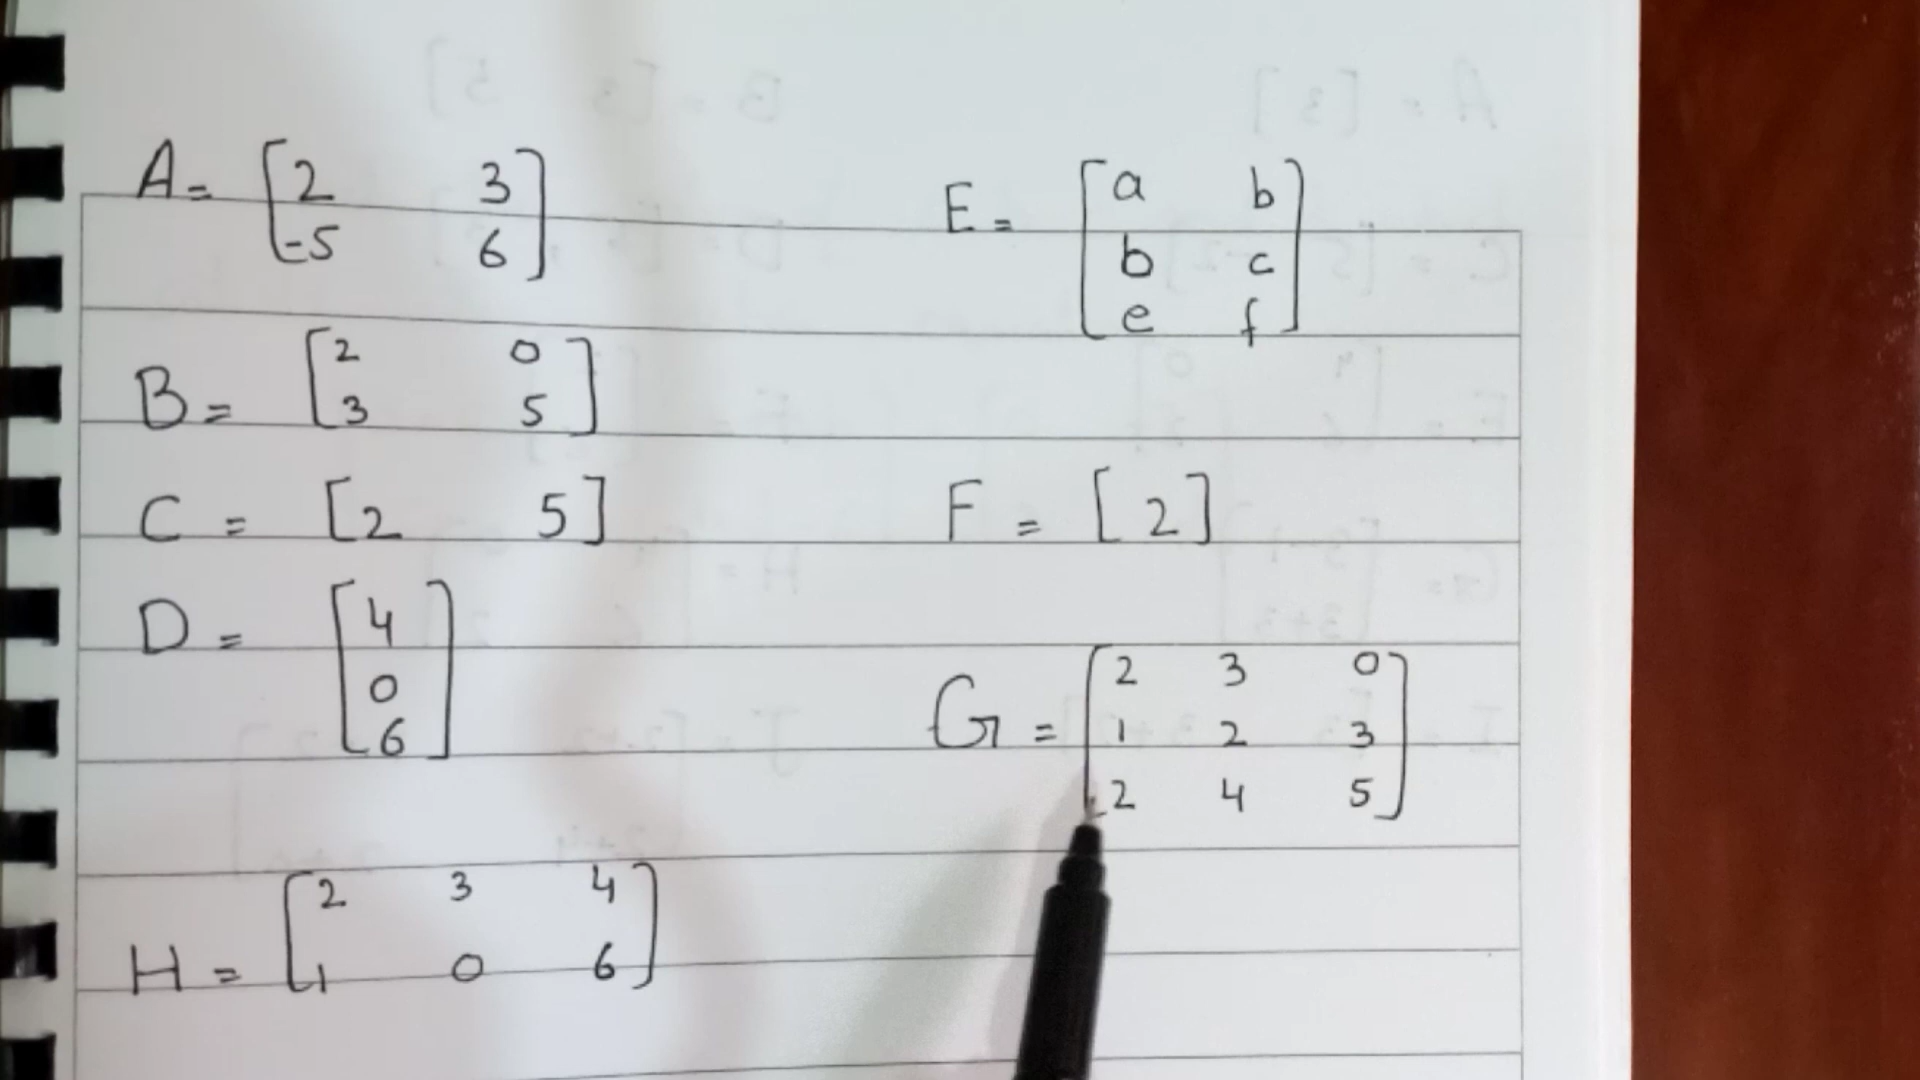 A = [2 3
-5 6]
B = [2 0
3 5]
C = [2 5]
D = [4
0
6]
H = [2 3 4
1 0 6]
E = [a b
b c
e f]
F = [2]
G = [2 3 0
1 2 3
2 4 5]